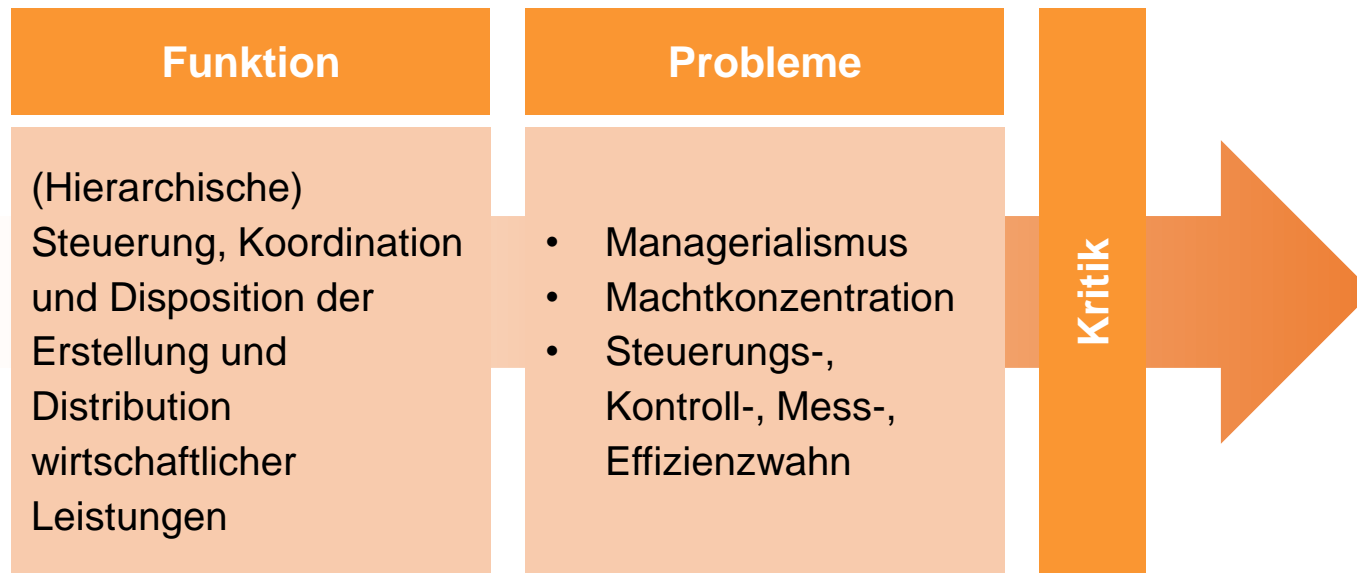 Funktion
(Hierarchische)
Steuerung, Koordination
und Disposition der
Erstellung und
Distribution
wirtschaftlicher
Leistungen
Probleme
• Managerialismus
• Machtkonzentration
• Steuerungs-,
Kontroll-, Mess-,
Effizienzwahn
Kritik